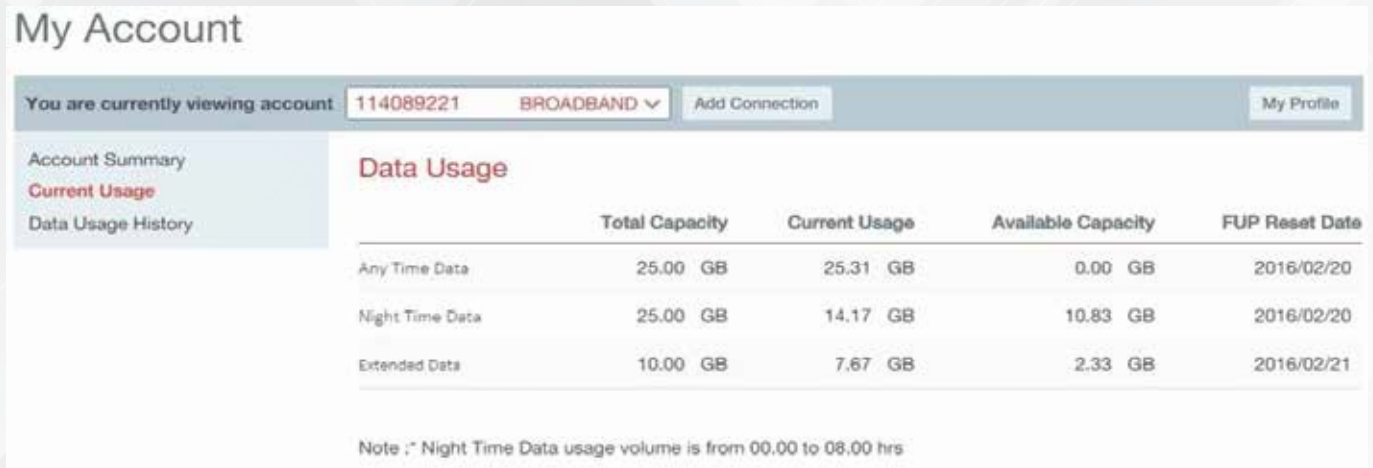 My Account
You are currently viewing account 114089221 BROADBAND Add Connection My Profile
Account Summary
Current Usage
Data Usage History
Data Usage
Total Capacity Current Usage Available Capacity FUP Reset Date
Any Time Data 25.00 GB 25.31 GB 0.00 GB 2016/02/20
Night Time Data 25.00 GB 14.17 GB 10.83 GB 2016/02/20
Extended Data 10.00 GB 7.67 GB 2.33 GB 2016/02/21
Note :* Night Time Data usage volume is from 00.00 to 08.00 hrs